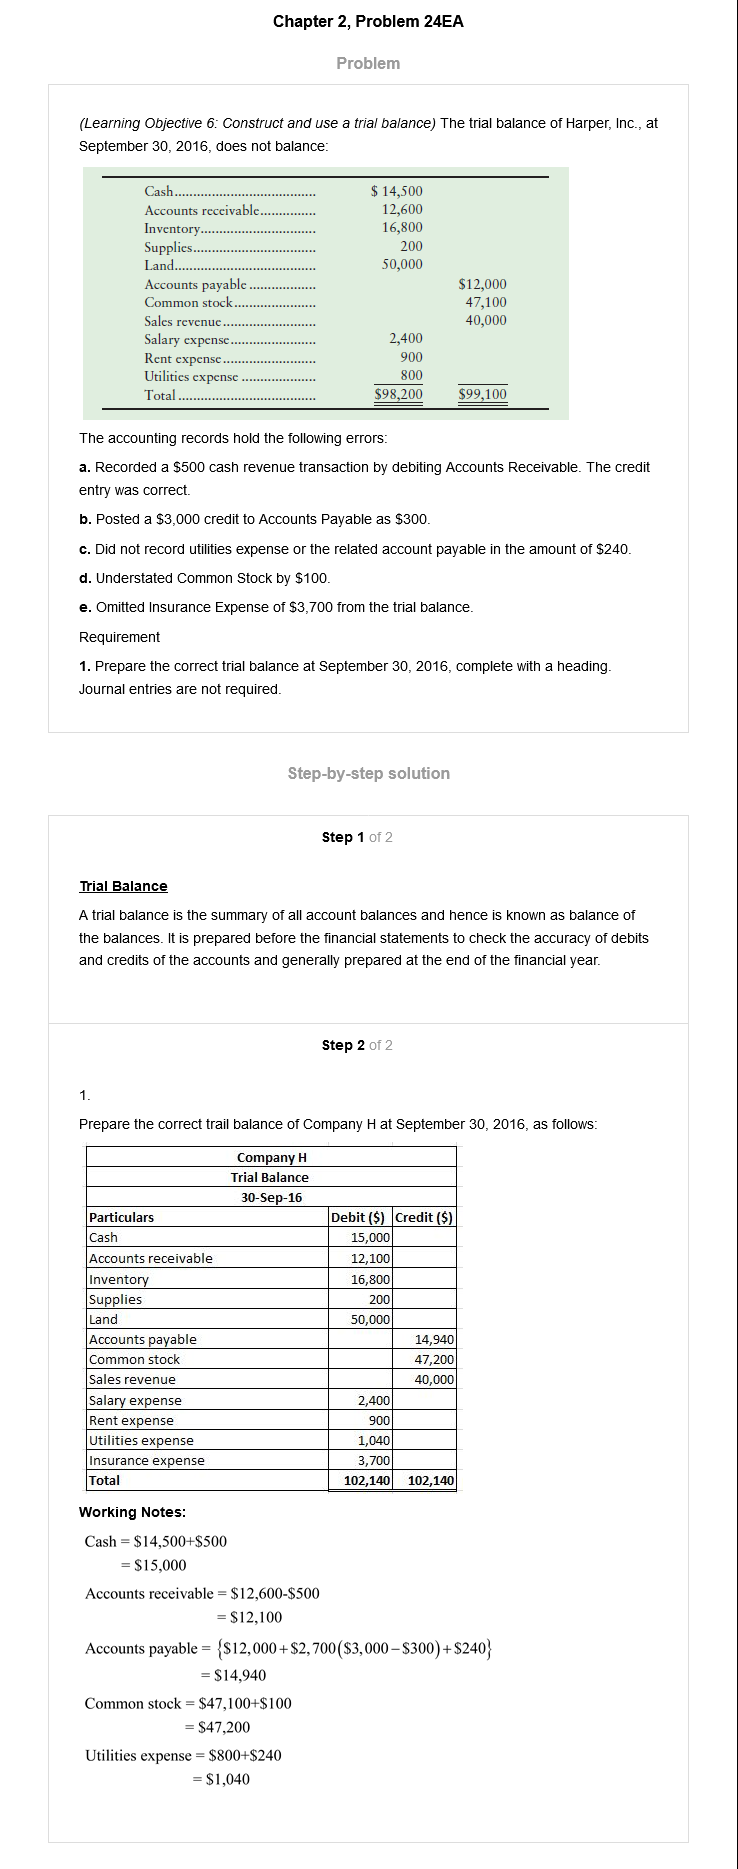 Chapter 2, Problem 24EA
Problem
(Learning Objective 6: Construct and use a trial balance) The trial balance of Harper, Inc., at
September 30, 2016, does not balance:
Cash...................................... $ 14,500
Accounts receivable............... 12,600
Inventory............................... 16,800
Supplies................................. 200
Land...................................... 50,000
Accounts payable .................. $12,000
Common stock...................... 47,100
Sales revenue......................... 40,000
Salary expense....................... 2,400
Rent expense......................... 900
Utilities expense .................... 800
Total ..................................... $98,200 $99,100
The accounting records hold the following errors:
a. Recorded a $500 cash revenue transaction by debiting Accounts Receivable. The credit
entry was correct.
b. Posted a $3,000 credit to Accounts Payable as $300.
c. Did not record utilities expense or the related account payable in the amount of $240.
d. Understated Common Stock by $100.
e. Omitted Insurance Expense of $3,700 from the trial balance.
Requirement
1. Prepare the correct trial balance at September 30, 2016, complete with a heading.
Journal entries are not required.
Step-by-step solution
Step 1 of 2
Trial Balance
A trial balance is the summary of all account balances and hence is known as balance of
the balances. It is prepared before the financial statements to check the accuracy of debits
and credits of the accounts and generally prepared at the end of the financial year.
Step 2 of 2
1.
Prepare the correct trail balance of Company H at September 30, 2016, as follows:
Company H
Trial Balance
30-Sep-16
Particulars Debit ($) Credit ($)
Cash 15,000
Accounts receivable 12,100
Inventory 16,800
Supplies 200
Land 50,000
Accounts payable 14,940
Common stock 47,200
Sales revenue 40,000
Salary expense 2,400
Rent expense 900
Utilities expense 1,040
Insurance expense 3,700
Total 102,140 102,140
Working Notes:
Cash = $14,500+$500
= $15,000
Accounts receivable = $12,600-$500
= $12,100
Accounts payable = {$12,000+$2,700($3,000−$300)+$240}
= $14,940
Common stock = $47,100+$100
= $47,200
Utilities expense = $800+$240
= $1,040